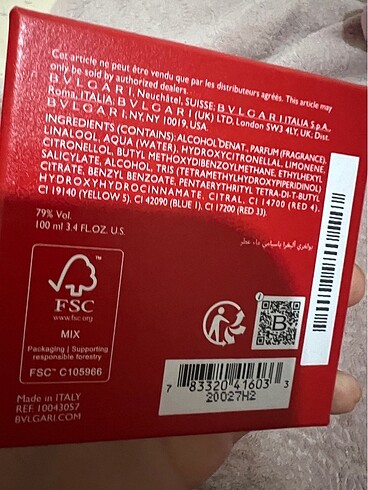 Cet article ne peut être vendu que par les distributeurs agréés. This article may
only be sold by authorized dealers.
BVLGARI, Neuchâtel, SUISSE; BVLGARI ITALIA S.p.A.,
Roma, ITALIA; BVLGARI (UK) LTD, London SW3 4LY, UK; Dist.
BVLGARI, NY, NY 10019, USA.
INGREDIENTS (CONTAINS): ALCOHOL DENAT. PARFUM (FRAGRANCE),
LINALOOL, AQUA (WATER), HYDROXYCITRONELLAL, LIMONENE,
CITRONELLOL, BUTYL METHOXYDIBENZOYLMETHANE, ETHYLHEXYL
SALICYLATE, ALCOHOL, TRIS (TETRAMETHYLHYDROXYPIPERIDINOL)
CITRATE, BENZYL BENZOATE, PENTAERYTHRITYL TETRA-DI-T-BUTYL
HYDROXYHYDROCINNAMATE, CITRAL, CI 14700 (RED 4),
CI 19140 (YELLOW 5), CI 42090 (BLUE 1), CI 17200 (RED 33).
79% Vol.
100 ml 3.4 FL.OZ. U.S.
FSC
www.fsc.org
MIX
Packaging | Supporting
responsible forestry
FSC™ C105966
B
7 83320 41603 3
20027H2
Made in ITALY
REF. 10043057
BVLGARI.COM